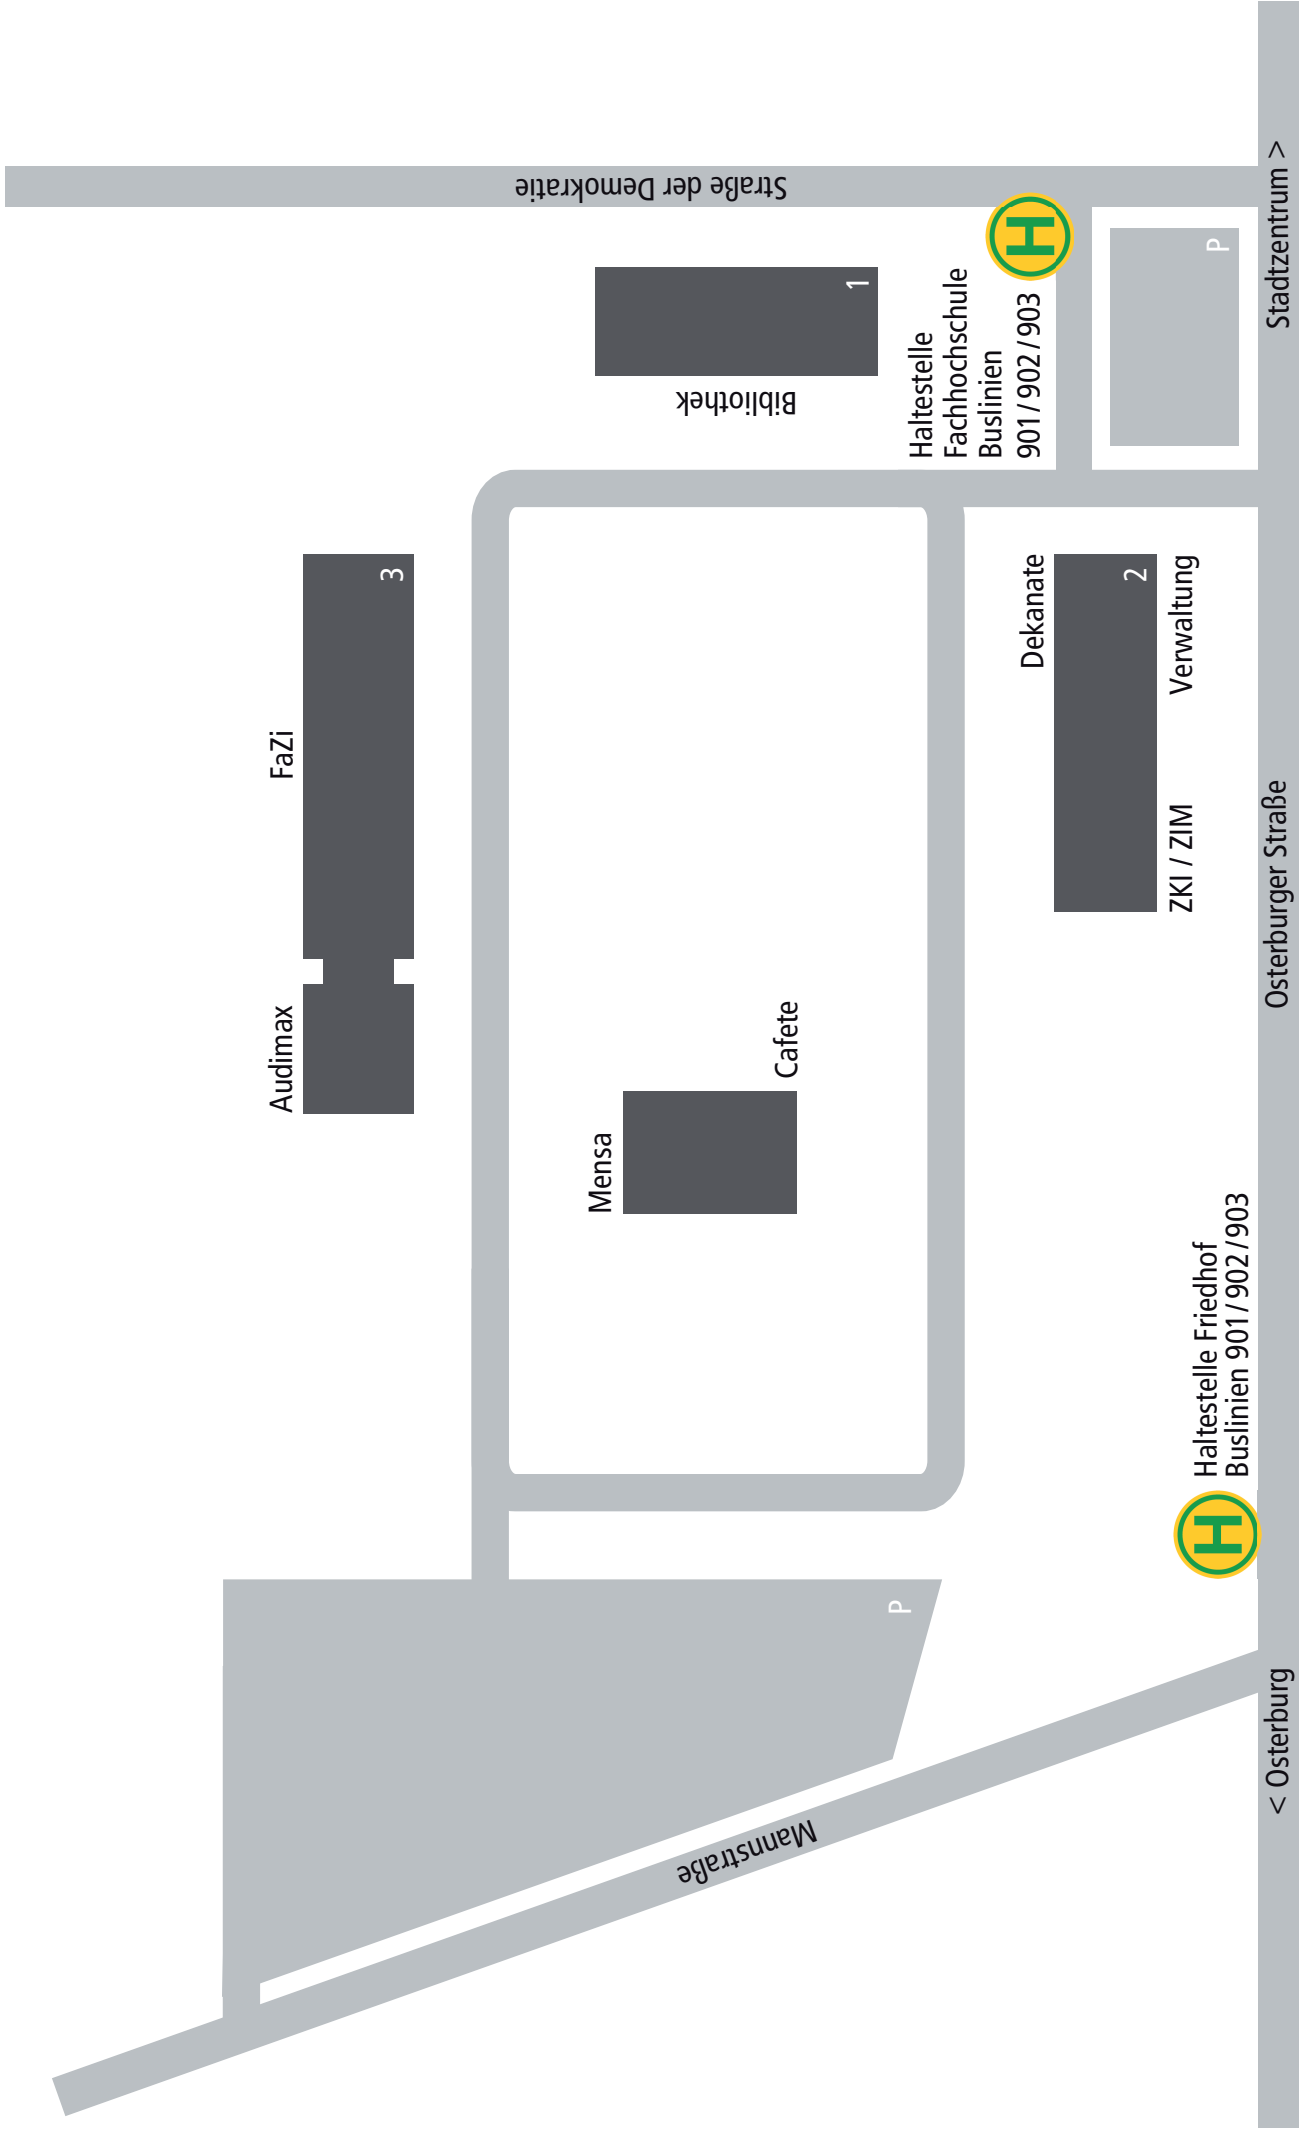 Audimax
FaZi
3
Mensa
Cafete
Bibliothek
1
Straße der Demokratie
Haltestelle
Fachhochschule
Buslinien
901/902/903
H
P
P
Mannstraße
Dekanate
2
ZKI / ZIM
Verwaltung
H
Haltestelle Friedhof
Buslinien 901/902/903
< Osterburg
Osterburger Straße
Stadtzentrum >